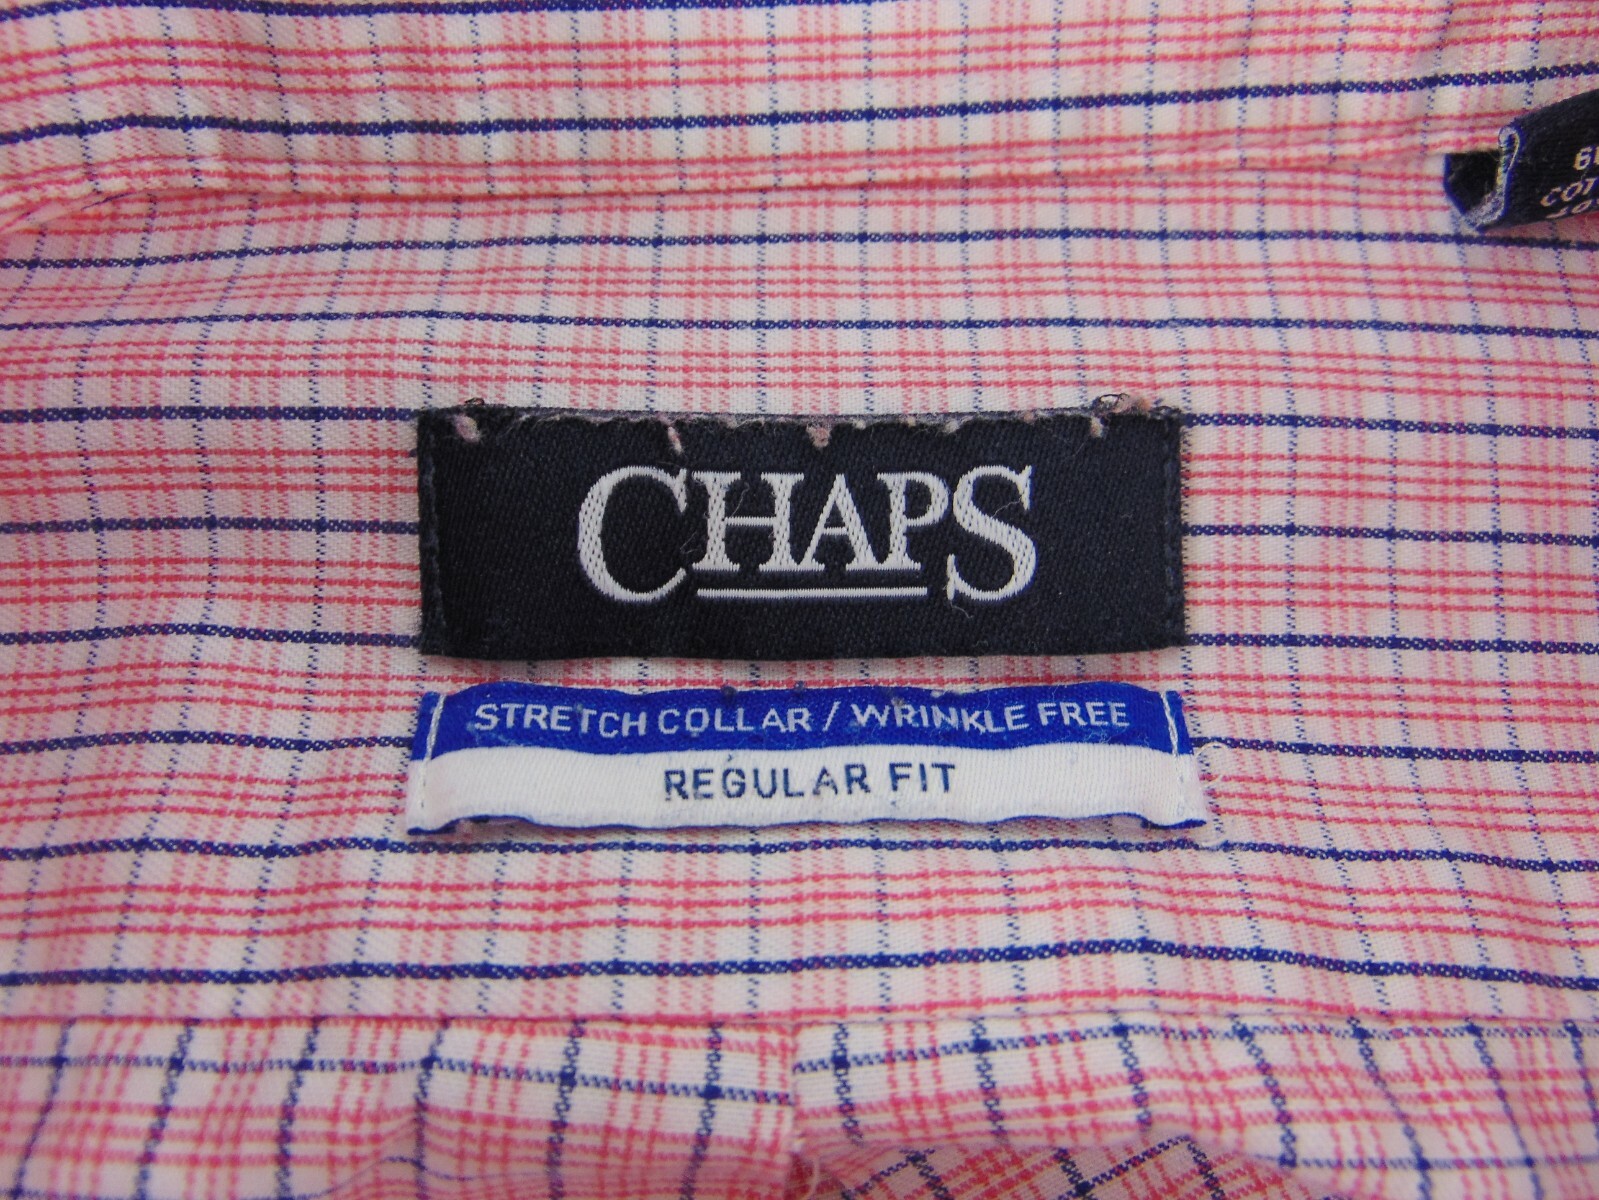 CHAPS
STRETCH COLLAR / WRINKLE FREE
REGULAR FIT